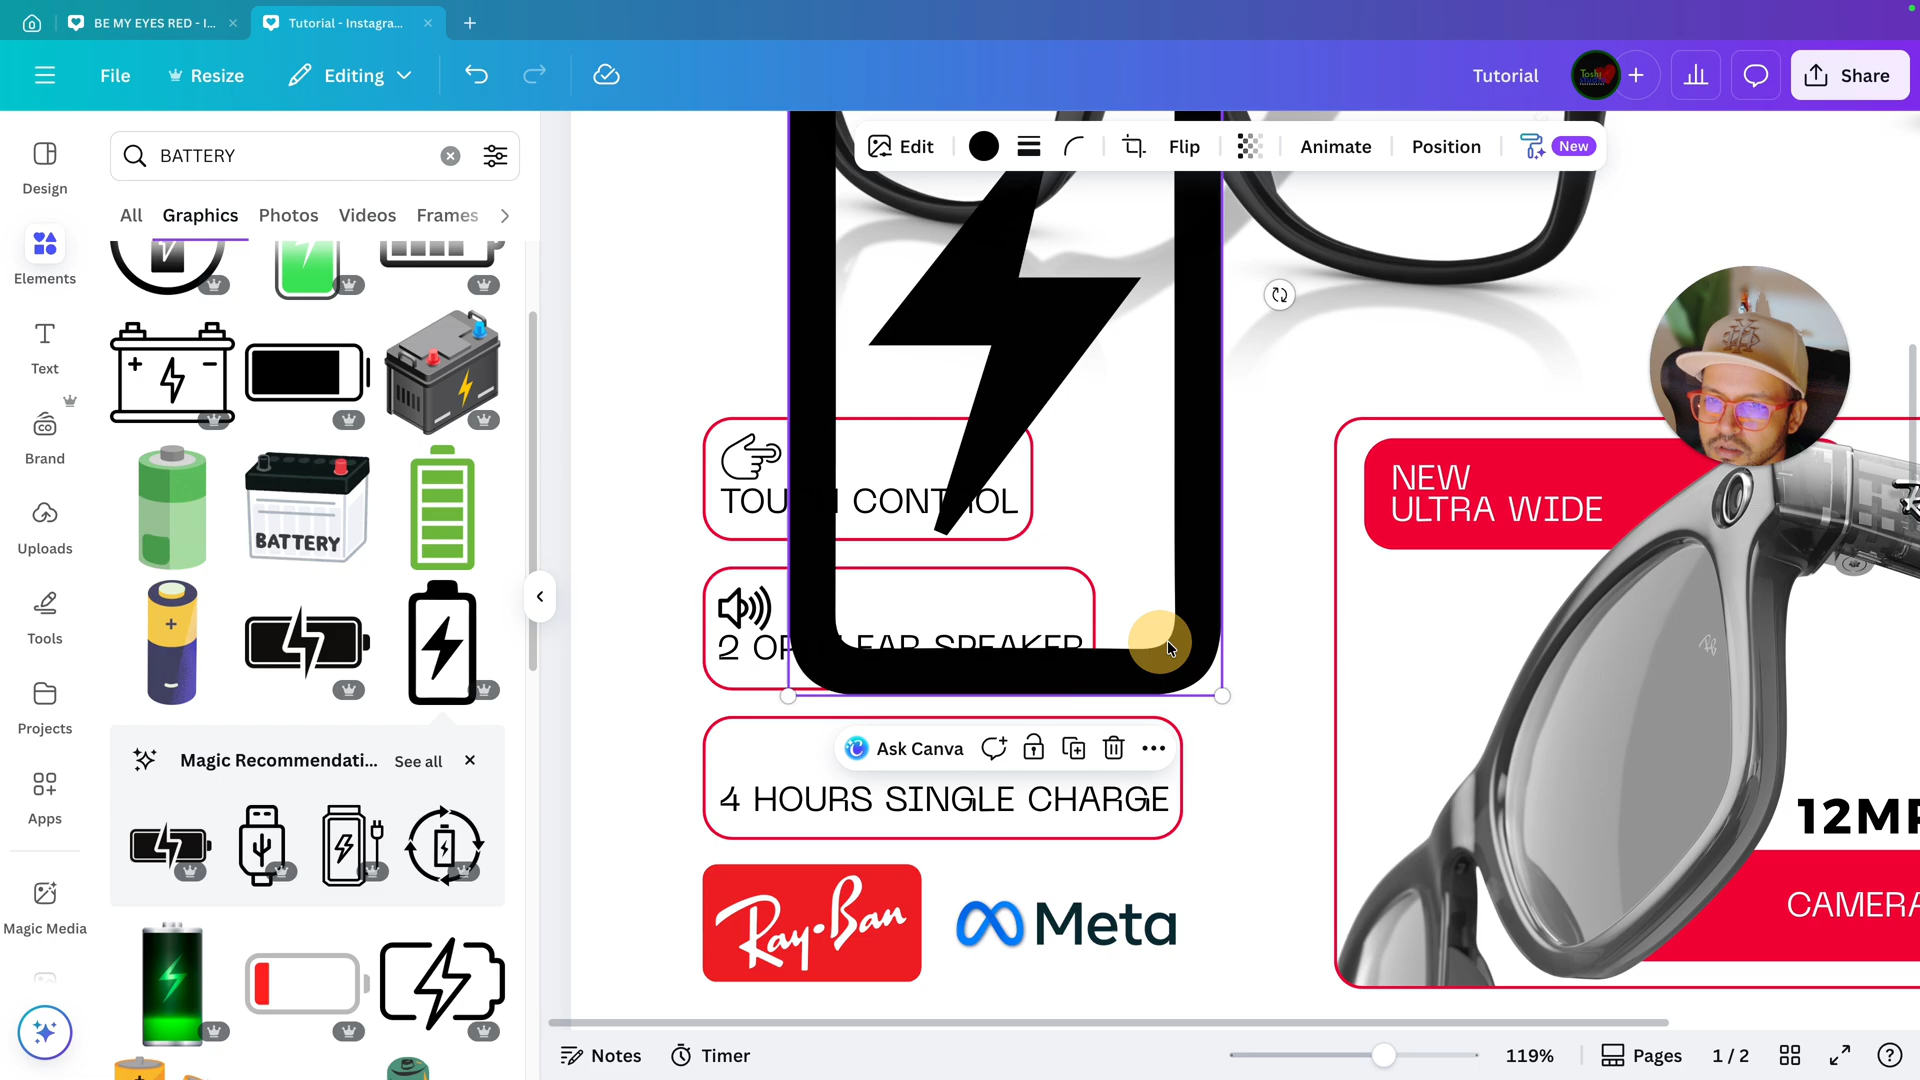 BE MY EYES RED - I...
Tutorial - Instagra...
File
Resize
Editing
Tutorial
Share
Design
Elements
Text
Brand
Uploads
Tools
Projects
Apps
Magic Media
BATTERY
All
Graphics
Photos
Videos
Frames
BATTERY
Magic Recommendati...
See all
Edit
Flip
Animate
Position
New
TOU
CONT
OL
2 OP
LEAR SPEAKER
Ask Canva
4 HOURS SINGLE CHARGE
Ray-Ban
Meta
NEW
ULTRA WIDE
12MP
CAMERA
Notes
Timer
119%
Pages
1 / 2